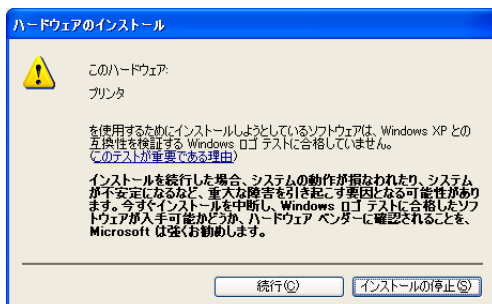 ハードウェアのインストール
このハードウェア:
プリンタ
を使用するためにインストールしようとしているソフトウェアは、Windows XP との
互換性を検証する Windows ロゴ テストに合格していません。
(このテストが重要である理由)
インストールを続行した場合、システムの動作が損なわれたり、システム
が不安定になるなど、重大な障害を引き起こす要因となる可能性があり
ます。今すぐインストールを中断し、Windows ロゴ テストに合格したソフ
トウェアが入手可能かどうか、ハードウェア ベンダーに確認されることを、
Microsoft は強くお勧めします。
続行(C)
インストールの停止(S)